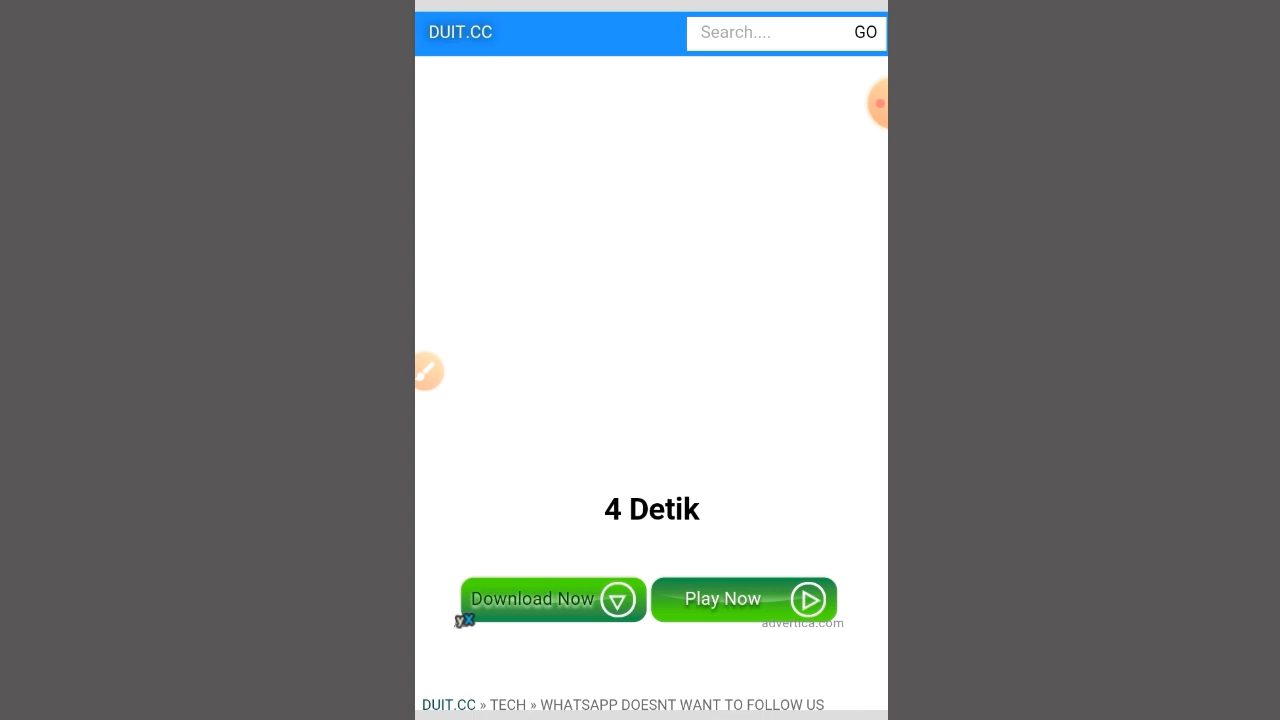 DUIT.CC
Search....
GO
4 Detik
Download Now
Play Now
yx
advertica.com
DUIT.CC » TECH » WHATSAPP DOESNT WANT TO FOLLOW US